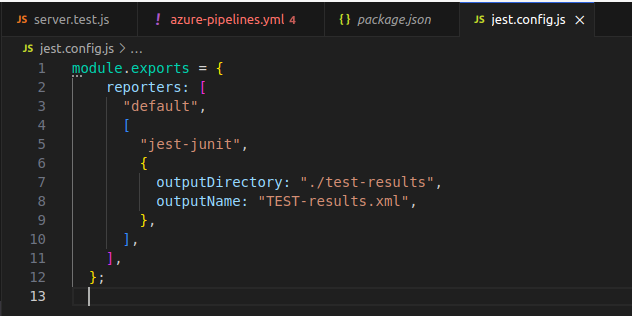 JS server.test.js ! azure-pipelines.yml 4 {} package.json JS jest.config.js ×
JS jest.config.js > ...
1 module.exports = {
2 reporters: [
3 "default",
4 [
5 "jest-junit",
6 {
7 outputDirectory: "./test-results",
8 outputName: "TEST-results.xml",
9 },
10 ],
11 ],
12 };
13